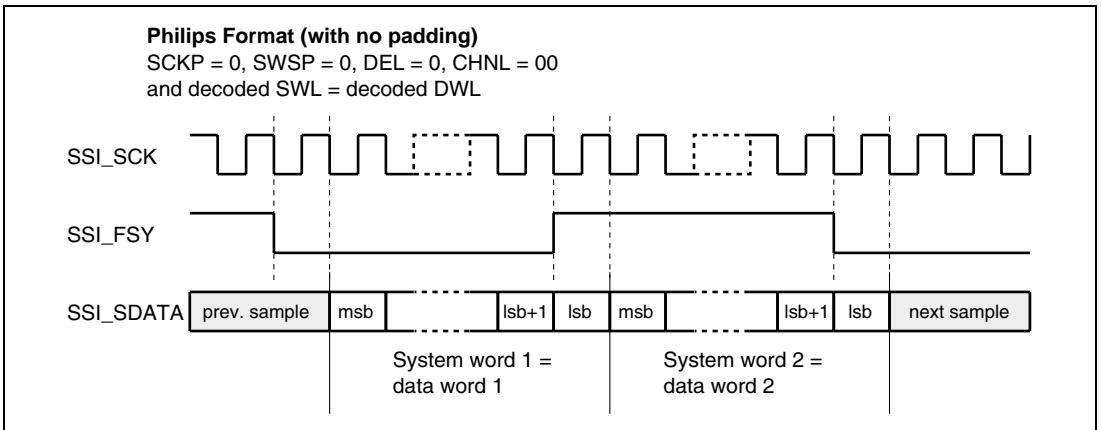 Philips Format (with no padding)
SCKP = 0, SWSP = 0, DEL = 0, CHNL = 00
and decoded SWL = decoded DWL
SSI_SCK
SSI_FSY
SSI_SDATA prev. sample msb lsb+1 lsb msb lsb+1 lsb next sample
System word 1 = System word 2 =
data word 1 data word 2